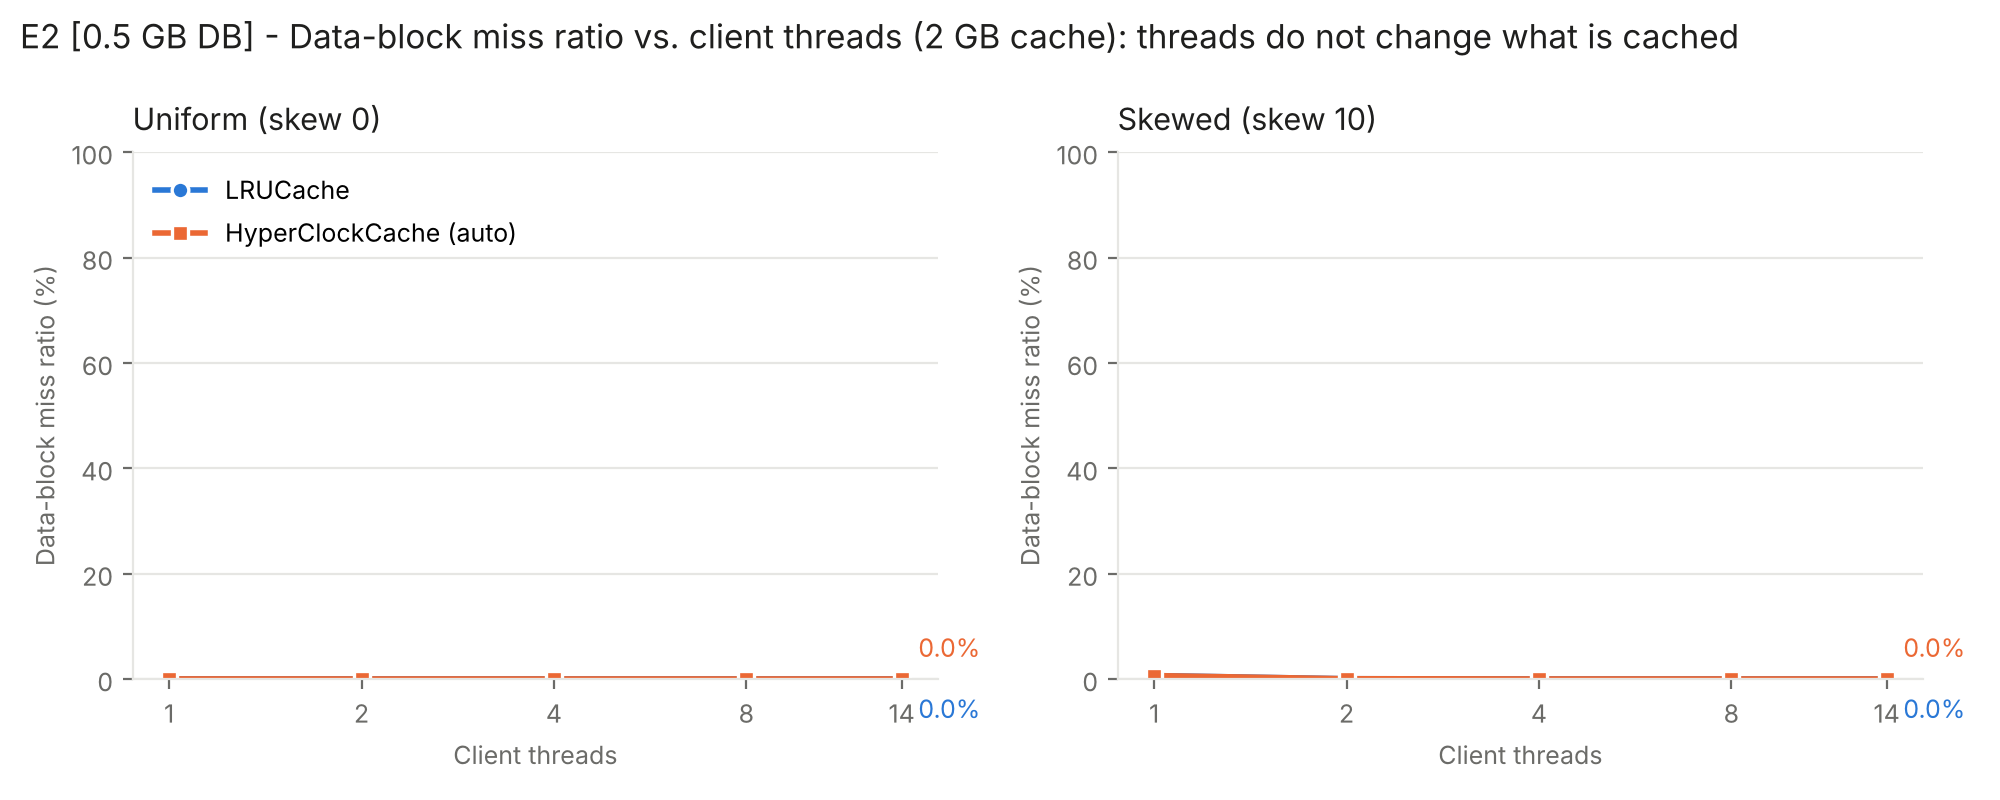 E2 [0.5 GB DB] - Data-block miss ratio vs. client threads (2 GB cache): threads do not change what is cached
Uniform (skew 0)
100
80
60
40
20
0
Data-block miss ratio (%)
LRUCache
HyperClockCache (auto)
0.0%
0.0%
1
2
4
8
14
Client threads
Skewed (skew 10)
100
80
60
40
20
0
Data-block miss ratio (%)
0.0%
0.0%
1
2
4
8
14
Client threads